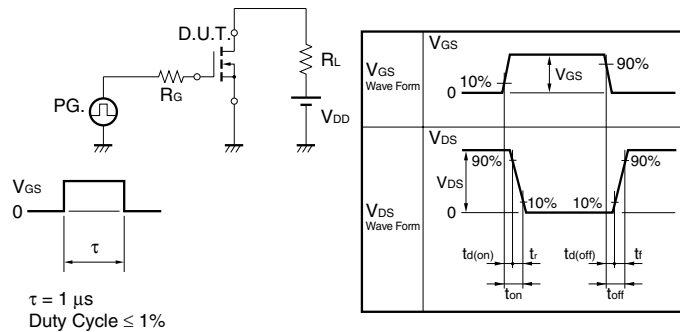 D.U.T.
RL
RG
PG.
VDD
VGS
0
τ
τ = 1 μs
Duty Cycle ≤ 1%
VGS
Wave Form
VGS
10%
VGS
90%
0
VDS
Wave Form
VDS
90%
90%
VDS
10%
10%
0
td(on)
tr
td(off)
tf
ton
toff